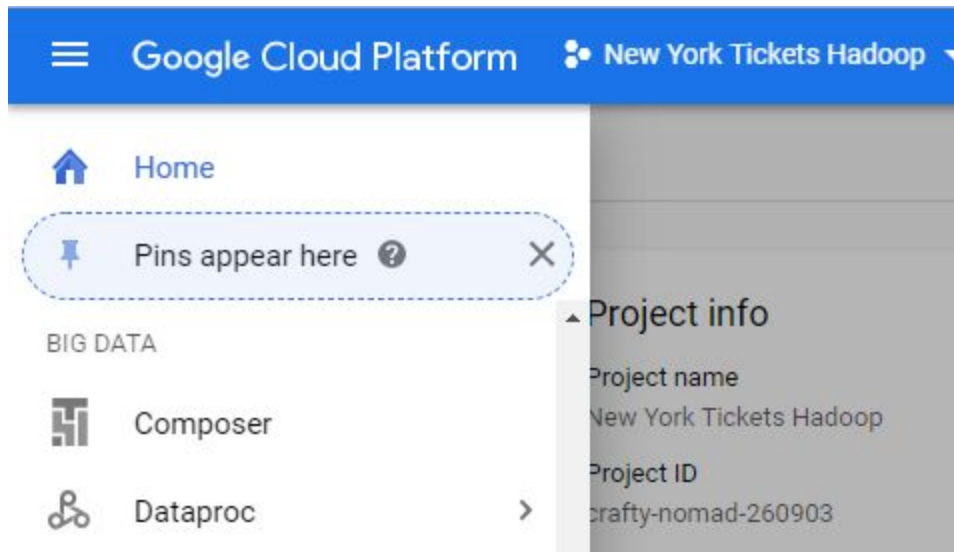 Google Cloud Platform
New York Tickets Hadoop
Home
Pins appear here ?
BIG DATA
Composer
Dataproc
Project info
Project name
New York Tickets Hadoop
Project ID
crafty-nomad-260903